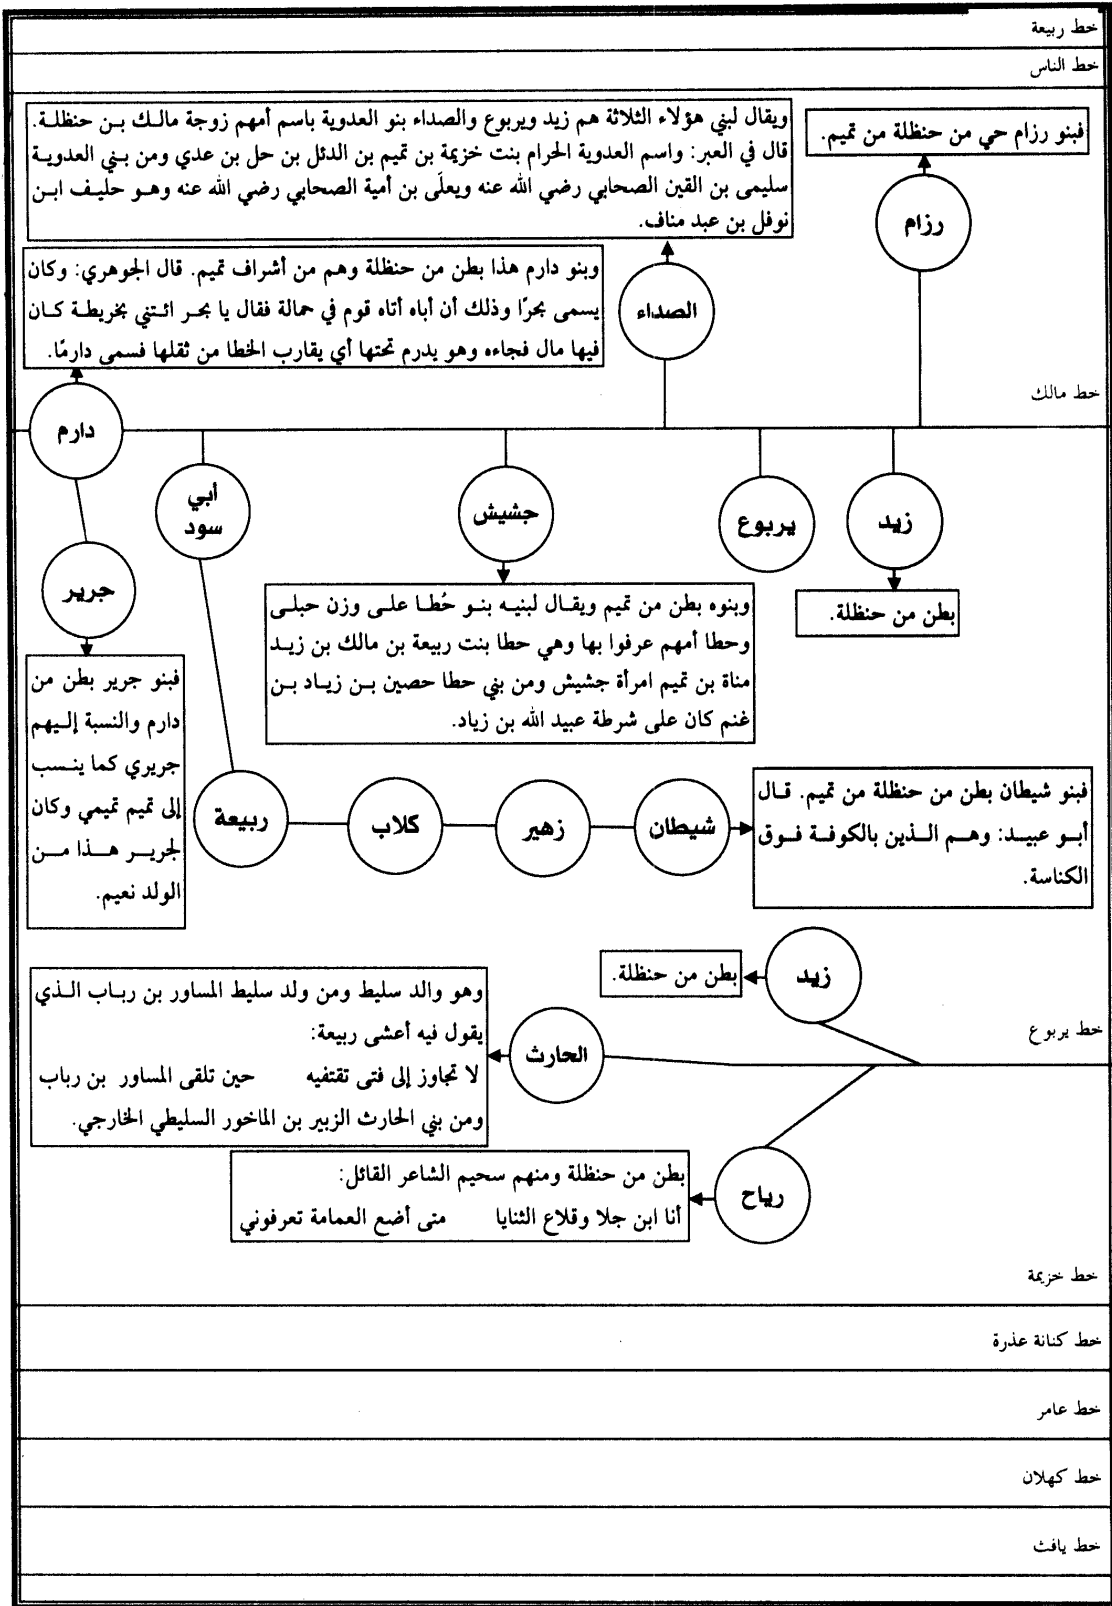 خط ربيعة
خط الناس
فبنو رزام حي من حنظلة من تميم.
رزام
ويقال لبني هؤلاء الثلاثة هم زيد ويربوع والصداء بنو العدوية باسم أمهم زوجة مالك بن حنظلة.
قال في العبر: واسم العدوية الحرام بنت خزيمة بن تميم بن الدئل بن حل بن عدي ومن بني العدوية
سليمى بن القين الصحابي رضي الله عنه ويعلَى بن أمية الصحابي رضي الله عنه وهو حليف ابن
نوفل بن عبد مناف.
الصداء
وبنو دارم هذا بطن من حنظلة وهم من أشراف تميم. قال الجوهري: وكان
يسمى بحرًا وذلك أن أباه أتاه قوم في حمالة فقال يا بحر ائتني بخريطة كان
فيها مال فجاءه وهو يدرم تحتها أي يقارب الخطا من ثقلها فسمى دارمًا.
خط مالك
دارم
زيد
يربوع
جشيش
أبي
سود
جرير
بطن من حنظلة.
وبنوه بطن من تميم ويقال لبنيه بنو حُطا على وزن حبلى
وحطا أمهم عرفوا بها وهي حطا بنت ربيعة بن مالك بن زيد
مناة بن تميم امرأة جشيش ومن بني حطا حصين بن زياد بن
غنم كان على شرطة عبيد الله بن زياد.
فبنو جرير بطن من
دارم والنسبة إليهم
جريري كما ينسب
إلى تميم تميمي وكان
لجرير هذا من
الولد نعيم.
فبنو شيطان بطن من حنظلة من تميم. قال
أبو عبيد: وهم الذين بالكوفة فوق
الكناسة.
شيطان
زهير
كلاب
ربيعة
زيد
بطن من حنظلة.
خط يربوع
الحارث
وهو والد سليط ومن ولد سليط المساور بن رباب الذي
يقول فيه أعشى ربيعة:
لا تجاوز إلى فتى تقتفيه حين تلقى المساور بن رباب
ومن بني الحارث الزبير بن الماخور السليطي الخارجي.
رياح
بطن من حنظلة ومنهم سحيم الشاعر القائل:
أنا ابن جلا وقلاع الثنايا متى أضع العمامة تعرفوني
خط خزيمة
خط كنانة عذرة
خط عامر
خط كهلان
خط يافث